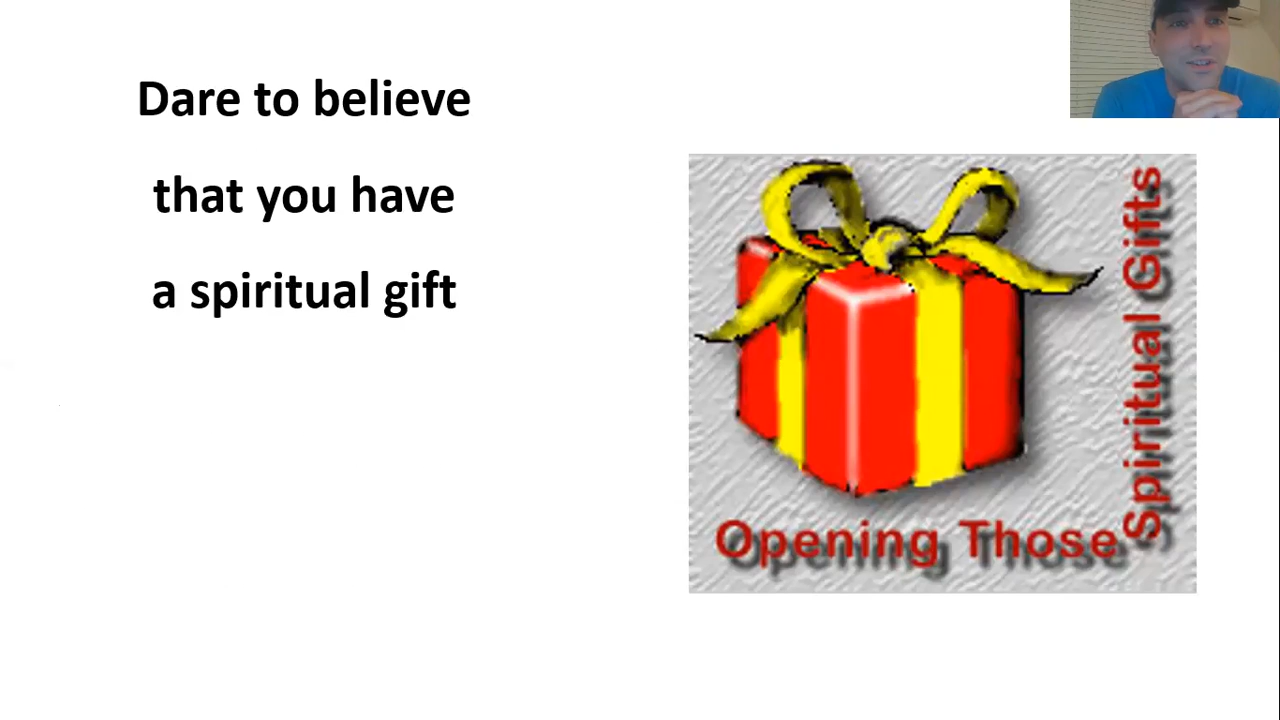 Dare to believe
that you have
a spiritual gift
Opening Those
Spiritual Gifts